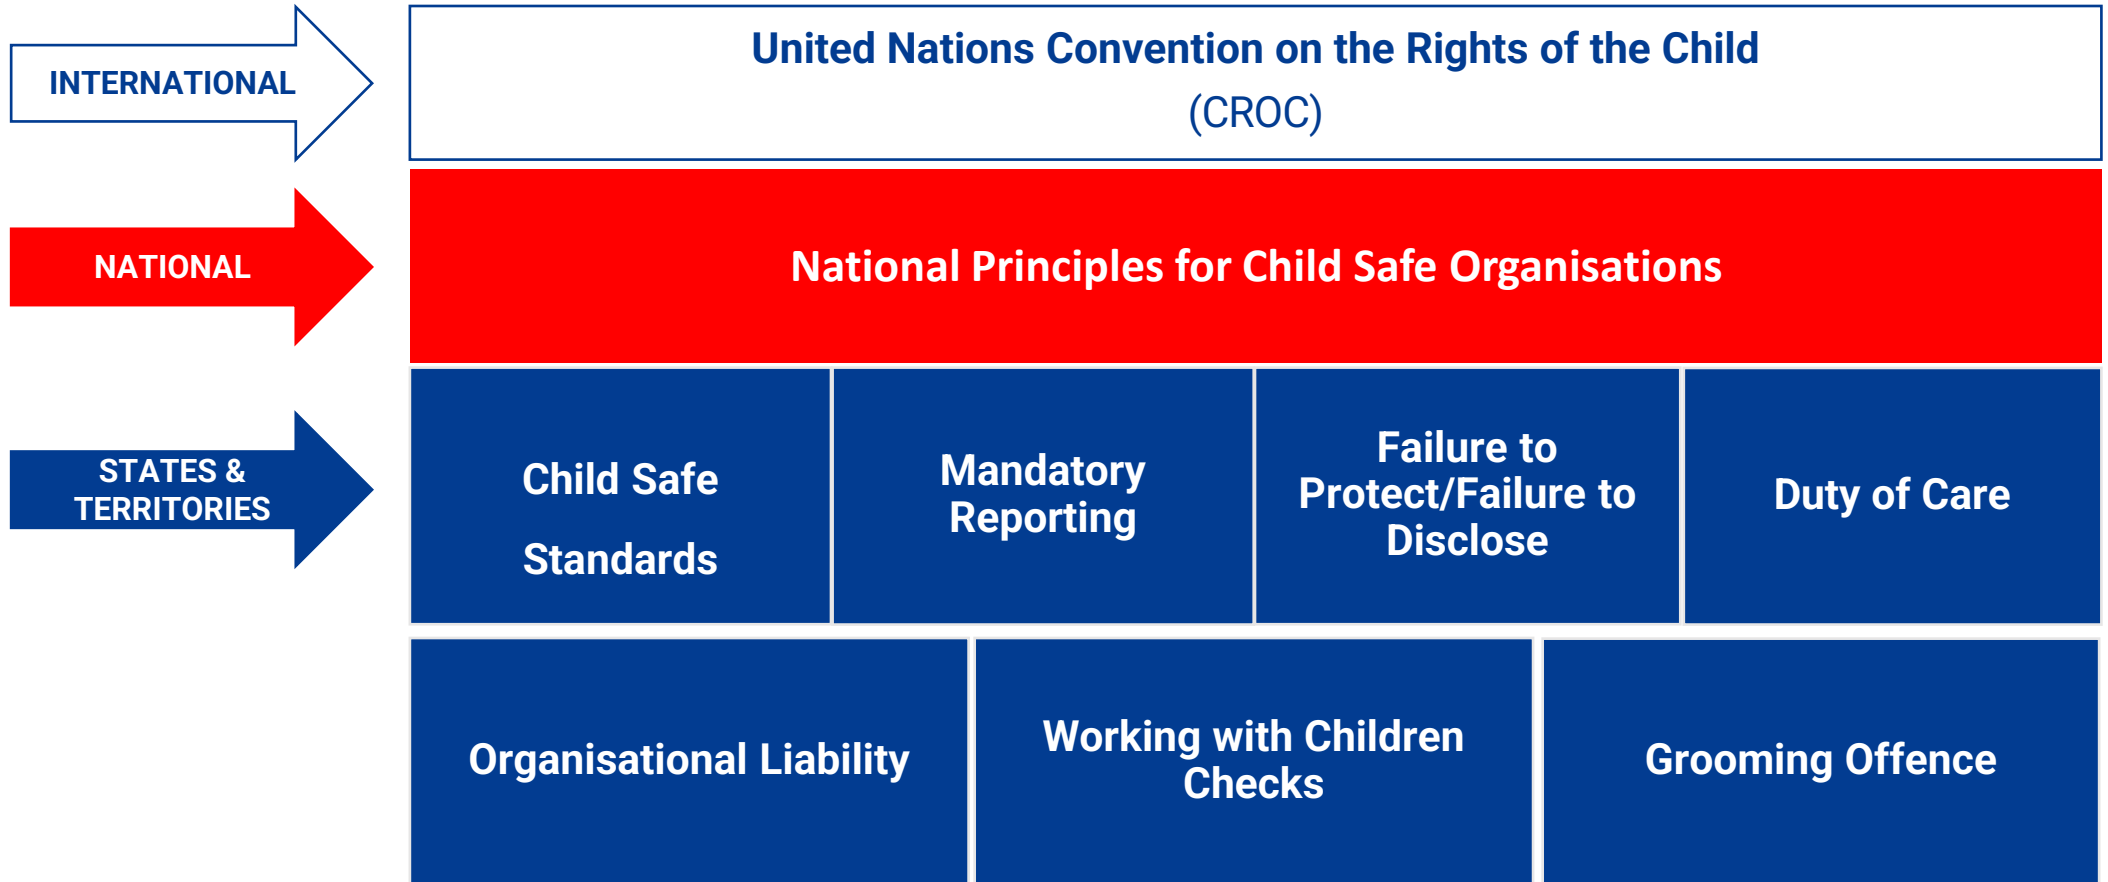 INTERNATIONAL
United Nations Convention on the Rights of the Child
(CROC)
NATIONAL
National Principles for Child Safe Organisations
STATES &
TERRITORIES
Child Safe
Standards
Mandatory
Reporting
Failure to
Protect/Failure to
Disclose
Duty of Care
Organisational Liability
Working with Children
Checks
Grooming Offence